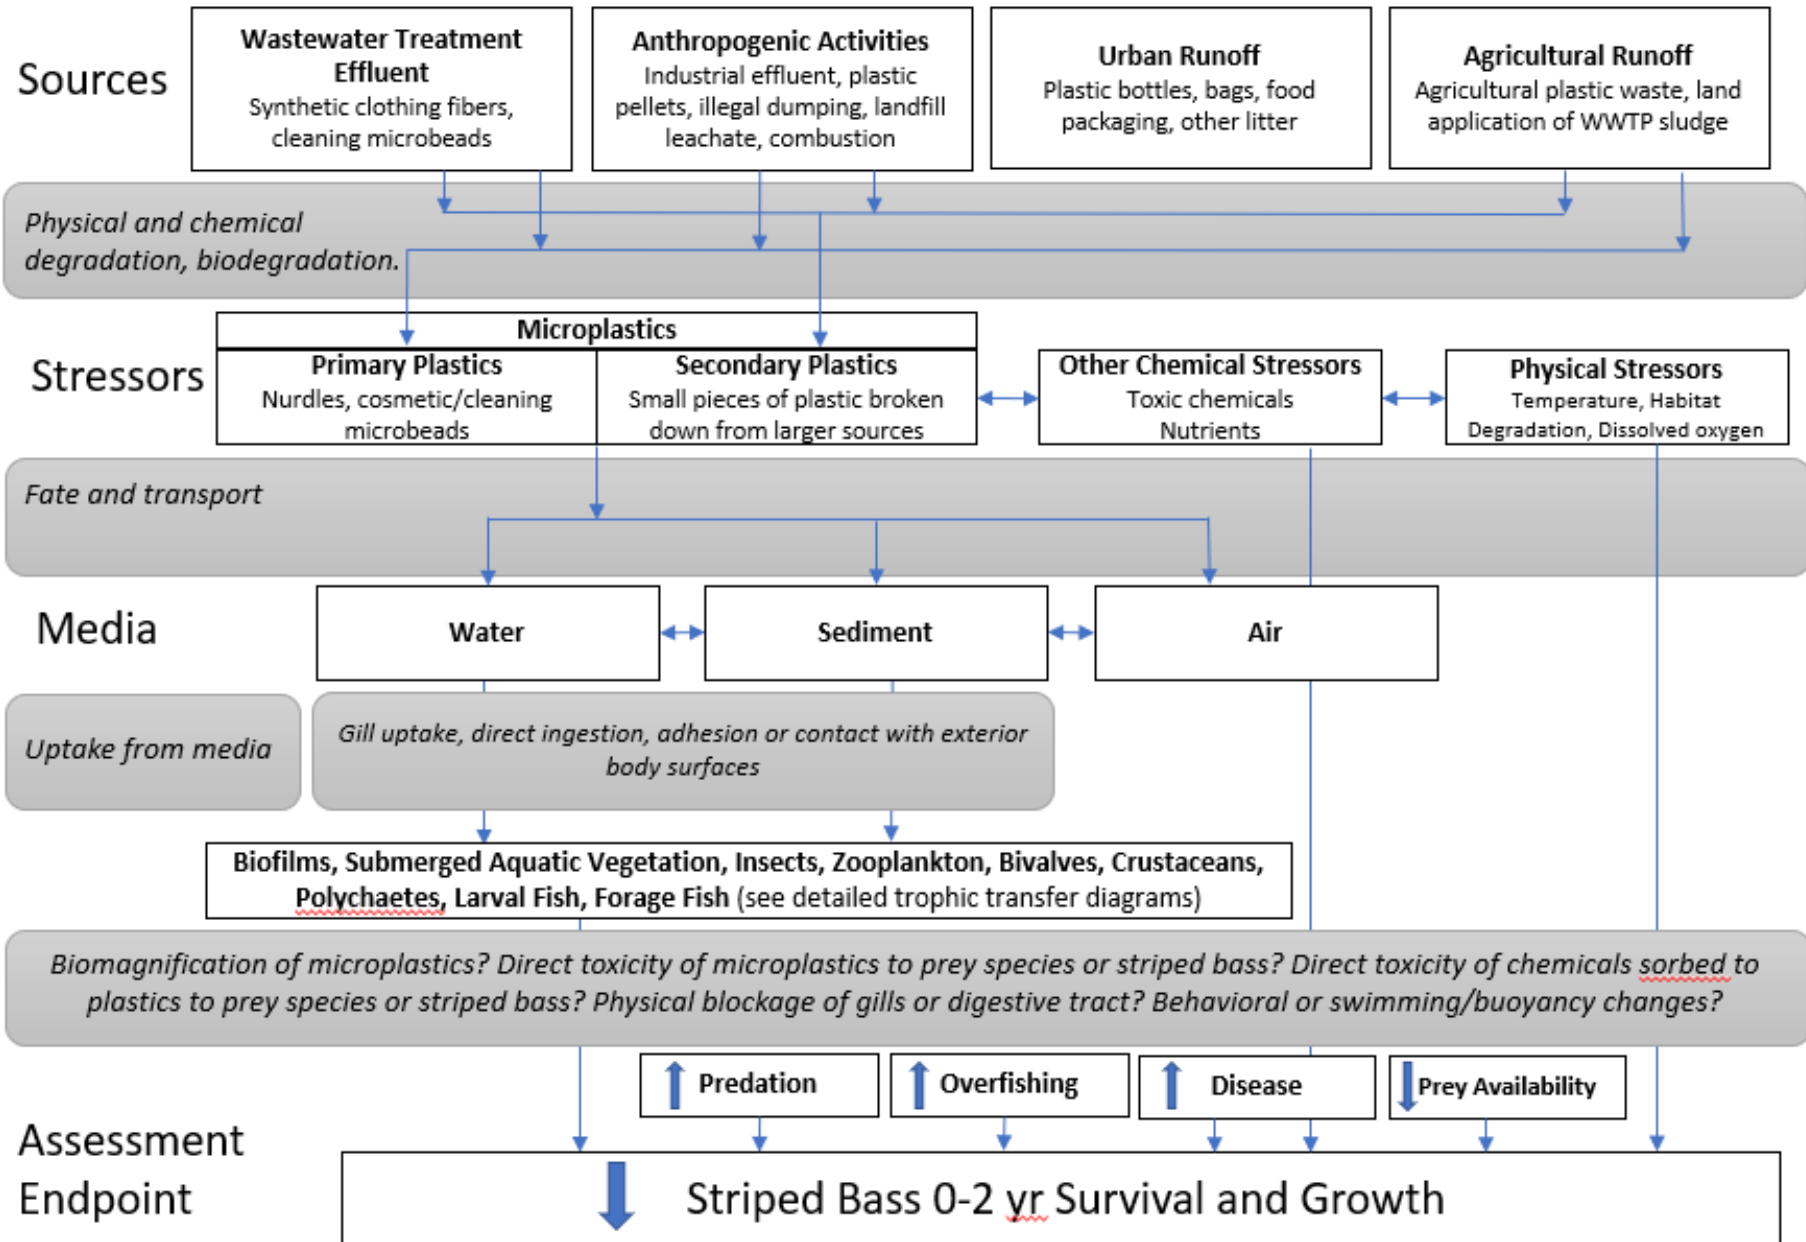 Sources
Wastewater Treatment
Effluent
Synthetic clothing fibers,
cleaning microbeads
Anthropogenic Activities
Industrial effluent, plastic
pellets, illegal dumping, landfill
leachate, combustion
Urban Runoff
Plastic bottles, bags, food
packaging, other litter
Agricultural Runoff
Agricultural plastic waste, land
application of WWTP sludge
Physical and chemical
degradation, biodegradation.
Stressors
Microplastics
Primary Plastics
Nurdles, cosmetic/cleaning
microbeads
Secondary Plastics
Small pieces of plastic broken
down from larger sources
Other Chemical Stressors
Toxic chemicals
Nutrients
Physical Stressors
Temperature, Habitat
Degradation, Dissolved oxygen
Fate and transport
Media
Water
Sediment
Air
Uptake from media
Gill uptake, direct ingestion, adhesion or contact with exterior
body surfaces
Biofilms, Submerged Aquatic Vegetation, Insects, Zooplankton, Bivalves, Crustaceans,
Polychaetes, Larval Fish, Forage Fish (see detailed trophic transfer diagrams)
Biomagnification of microplastics? Direct toxicity of microplastics to prey species or striped bass? Direct toxicity of chemicals sorbed to
plastics to prey species or striped bass? Physical blockage of gills or digestive tract? Behavioral or swimming/buoyancy changes?
Predation
Overfishing
Disease
Prey Availability
Assessment
Endpoint
Striped Bass 0-2 yr Survival and Growth